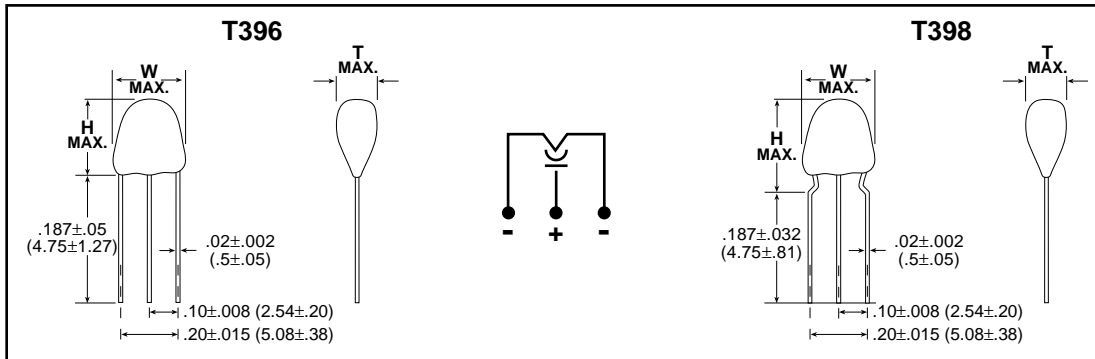 T396
W
MAX.
T
MAX.
H
MAX.
.187±.05
(4.75±1.27)
.02±.002
(.5±.05)
.10±.008 (2.54±.20)
.20±.015 (5.08±.38)
- + -
T398
W
MAX.
T
MAX.
H
MAX.
.187±.032
(4.75±.81)
.02±.002
(.5±.05)
.10±.008 (2.54±.20)
.20±.015 (5.08±.38)